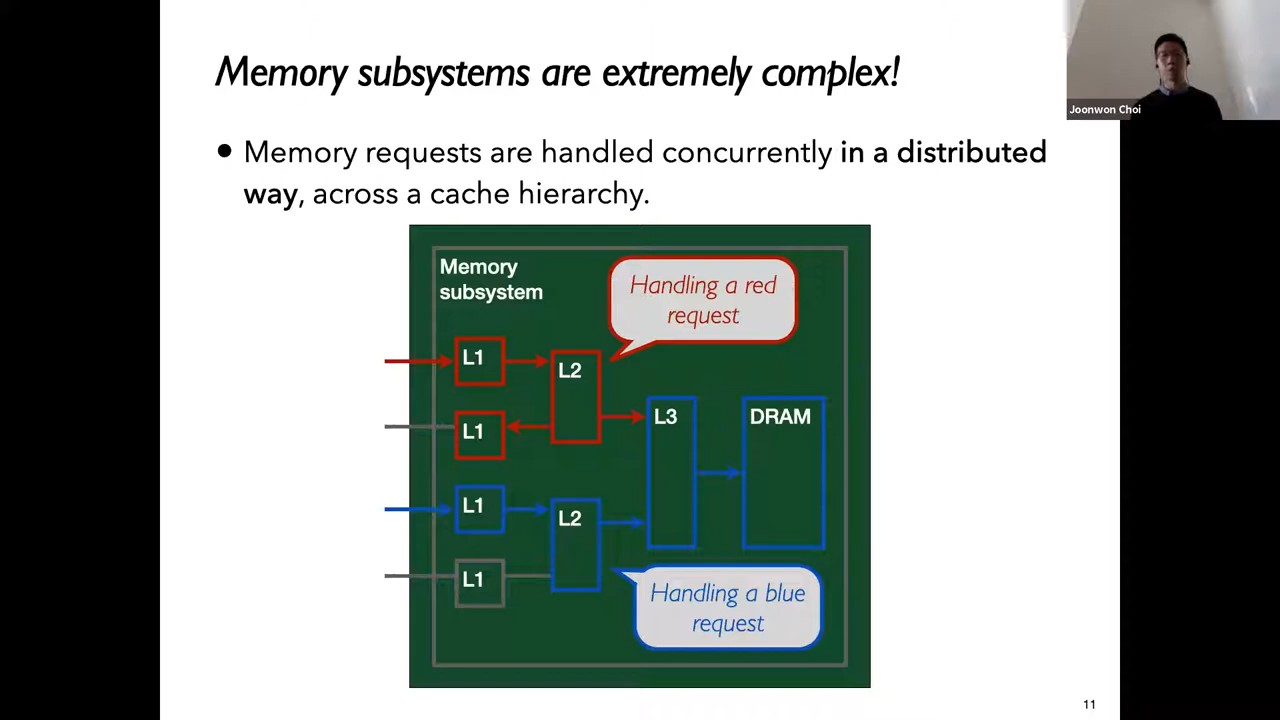 Memory subsystems are extremely complex!
Joonwon Choi
• Memory requests are handled concurrently in a distributed
way, across a cache hierarchy.
Memory
subsystem
Handling a red
request
L1
L2
L1
L3
DRAM
L1
L2
L1
Handling a blue
request
11